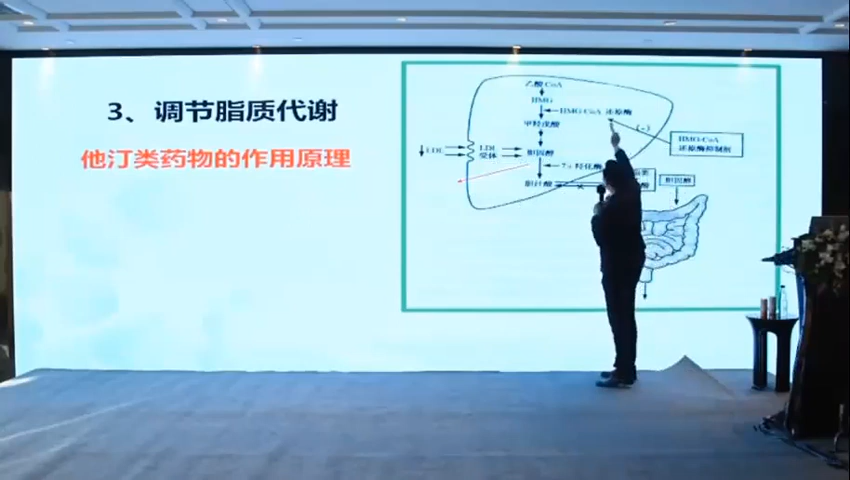 3、调节脂质代谢
他汀类药物的作用原理
乙酰CoA
HMG
HMG-CoA 还原酶
甲羟戊酸
(-)
HMG-CoA
还原酶抑制剂
LDL
LDL
受体
胆固醇
7α 羟化酶
胆汁酸
胆固醇